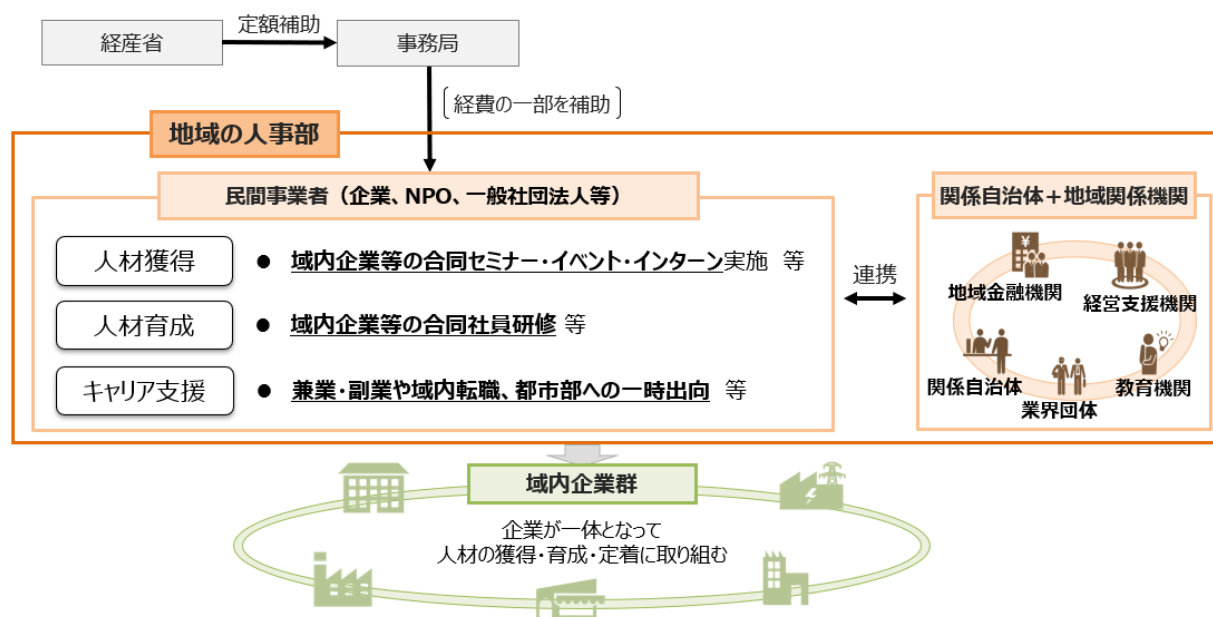 経産省
定額補助
事務局
経費の一部を補助
地域の人事部
民間事業者（企業、NPO、一般社団法人等）
人材獲得
● 域内企業等の合同セミナー・イベント・インターン実施 等
人材育成
● 域内企業等の合同社員研修 等
キャリア支援
● 兼業・副業や域内転職、都市部への一時出向 等
連携
関係自治体＋地域関係機関
¥
地域金融機関
経営支援機関
関係自治体
業界団体
教育機関
域内企業群
企業が一体となって
人材の獲得・育成・定着に取り組む